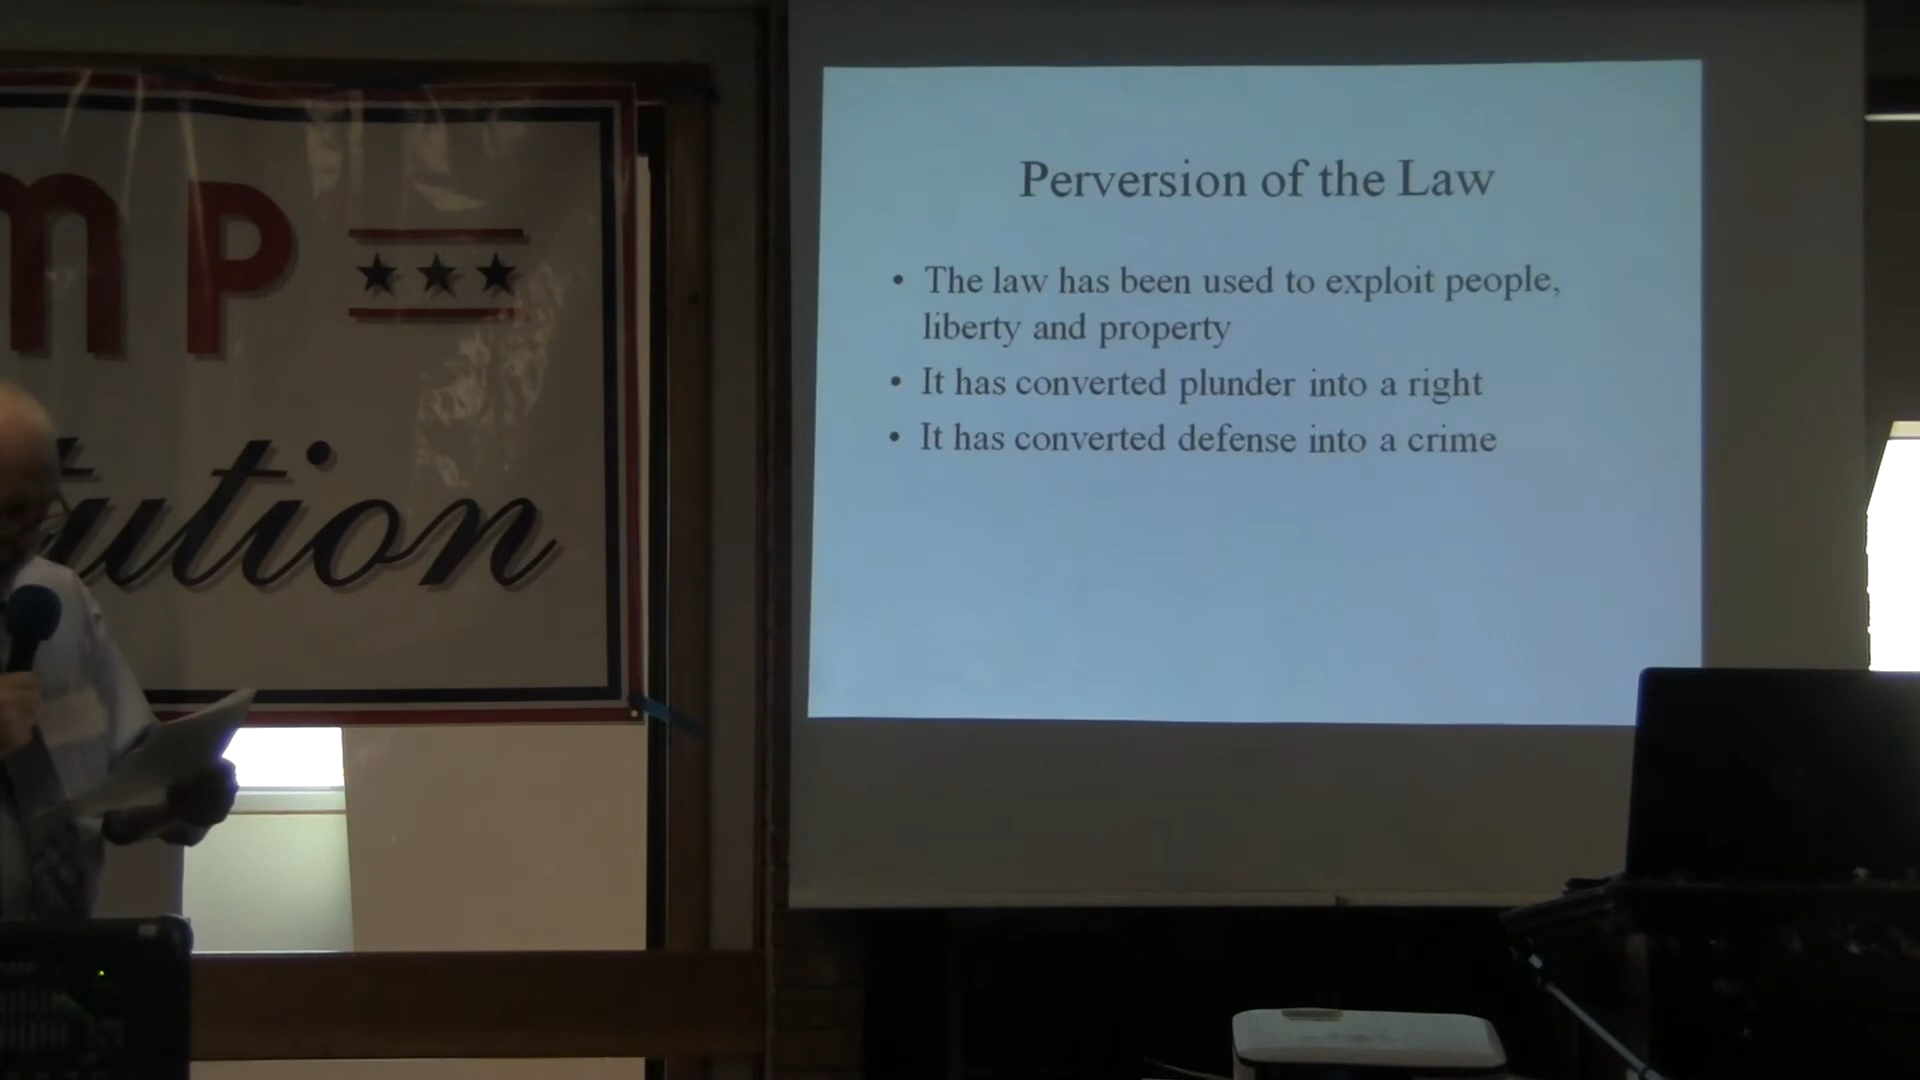 mP
tution
Perversion of the Law
• The law has been used to exploit people,
liberty and property
• It has converted plunder into a right
• It has converted defense into a crime